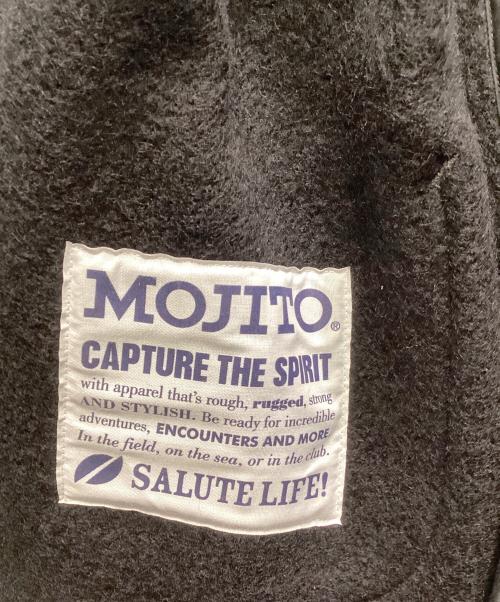 MOJITO®
CAPTURE THE SPIRIT
with apparel that's rough, rugged, strong
AND STYLISH. Be ready for incredible
adventures, ENCOUNTERS AND MORE
In the field, on the sea, or in the club.
SALUTE LIFE!